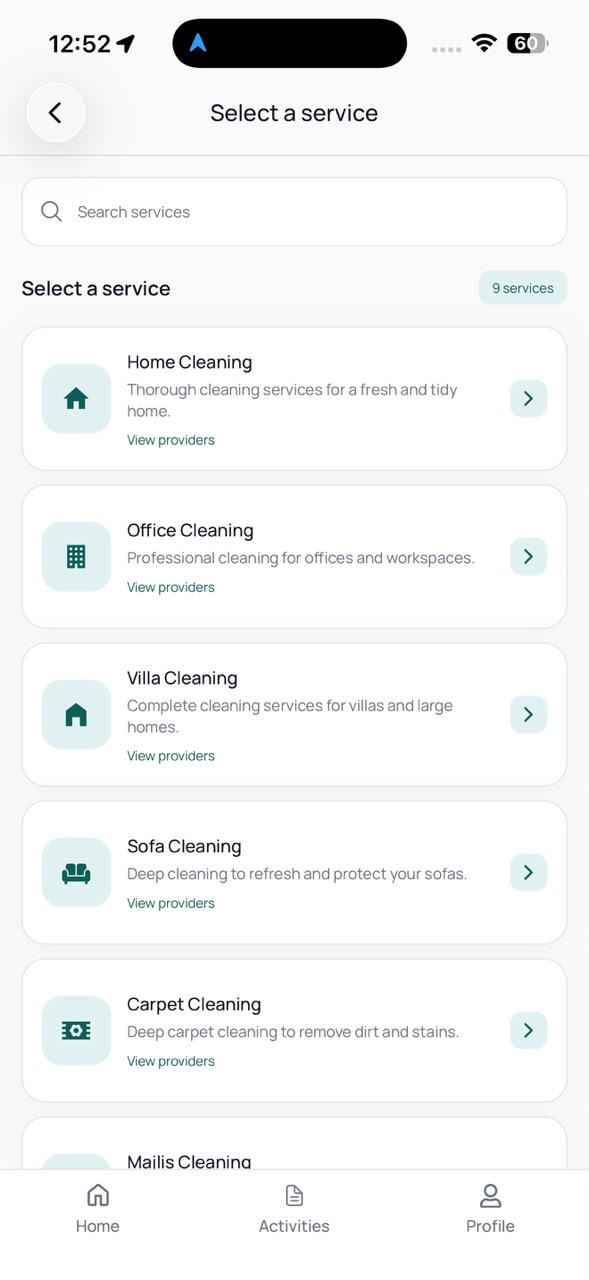 12:52
60
Select a service
Search services
Select a service
9 services
Home Cleaning
Thorough cleaning services for a fresh and tidy
home.
View providers
Office Cleaning
Professional cleaning for offices and workspaces.
View providers
Villa Cleaning
Complete cleaning services for villas and large
homes.
View providers
Sofa Cleaning
Deep cleaning to refresh and protect your sofas.
View providers
Carpet Cleaning
Deep carpet cleaning to remove dirt and stains.
View providers
Majlis Cleaning
Home
Activities
Profile